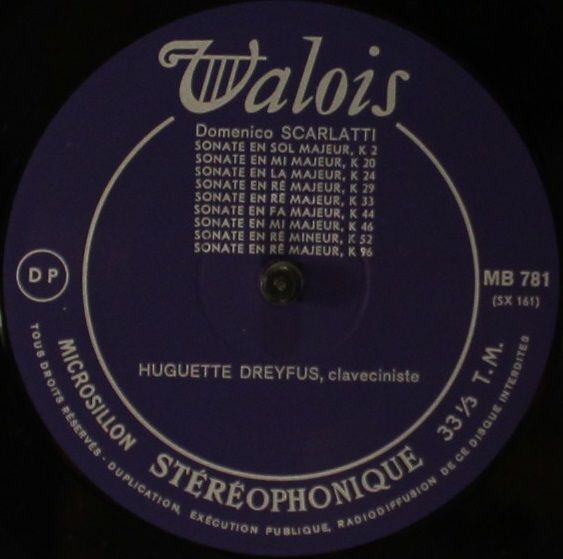 Valois
Domenico SCARLATTI
SONATE EN SOL MAJEUR, K 2
SONATE EN MI MAJEUR, K 20
SONATE EN LA MAJEUR, K 24
SONATE EN RÉ MAJEUR, K 29
SONATE EN RÉ MAJEUR, K 33
SONATE EN FA MAJEUR, K 44
SONATE EN MI MAJEUR, K 46
SONATE EN RÉ MINEUR, K 52
SONATE EN RÉ MAJEUR, K 96
DP
MB 781
(SX 161)
HUGUETTE DREYFUS, claveciniste
MICROSILLON STÉRÉOPHONIQUE 33 1/3 T.M.
TOUS DROITS RÉSERVÉS - DUPLICATION, EXÉCUTION PUBLIQUE, RADIODIFFUSION DE CE DISQUE INTERDITES